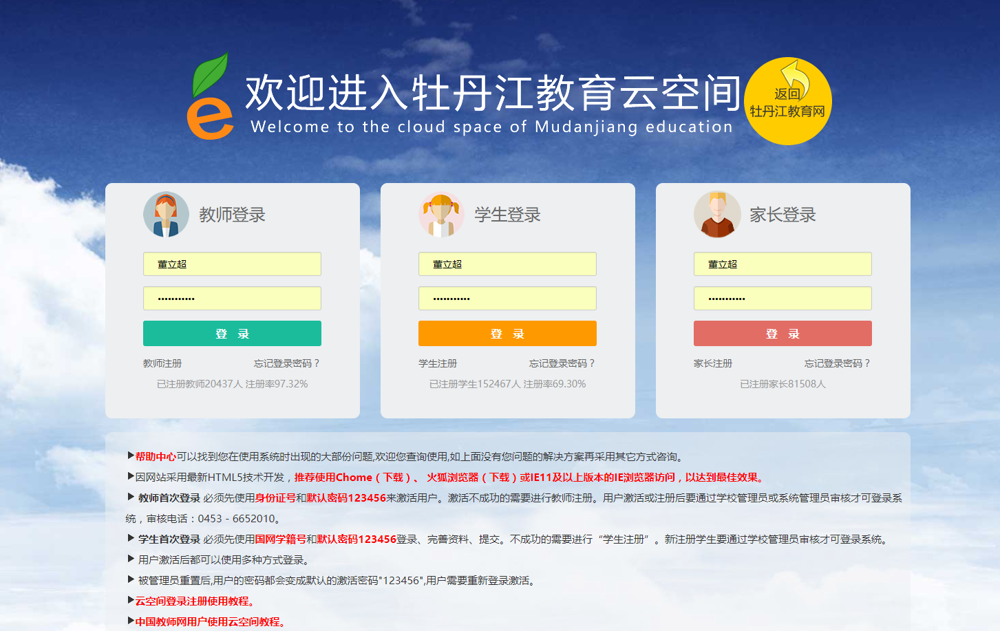 欢迎进入牡丹江教育云空间
Welcome to the cloud space of Mudanjiang education
返回
牡丹江教育网
教师登录
董立超
•••••••••••
登 录
教师注册 忘记登录密码？
已注册教师20437人 注册率97.32%
学生登录
董立超
•••••••••••
登 录
学生注册 忘记登录密码？
已注册学生152467人 注册率69.30%
家长登录
董立超
•••••••••••
登 录
家长注册 忘记登录密码？
已注册家长81508人
▶帮助中心可以找到您在使用系统时出现的大部份问题,欢迎您查询使用,如上面没有您问题的解决方案再采用其它方式咨询。
▶因网站采用最新HTML5技术开发，推荐使用Chome（下载）、 火狐浏览器（下载）或IE11及以上版本的IE浏览器访问，以达到最佳效果。
▶ 教师首次登录 必须先使用身份证号和默认密码123456来激活用户。激活不成功的需要进行教师注册。用户激活或注册后要通过学校管理员或系统管理员审核才可登录系
统，审核电话：0453－6652010。
▶ 学生首次登录 必须先使用国网学籍号和默认密码123456登录、完善资料、提交。不成功的需要进行“学生注册”。新注册学生要通过学校管理员审核才可登录系统。
▶ 用户激活后都可以使用多种方式登录。
▶ 被管理员重置后,用户的密码都会变成默认的激活密码"123456",用户需要重新登录激活。
▶云空间登录注册使用教程。
▶中国教师网用户使用云空间教程。